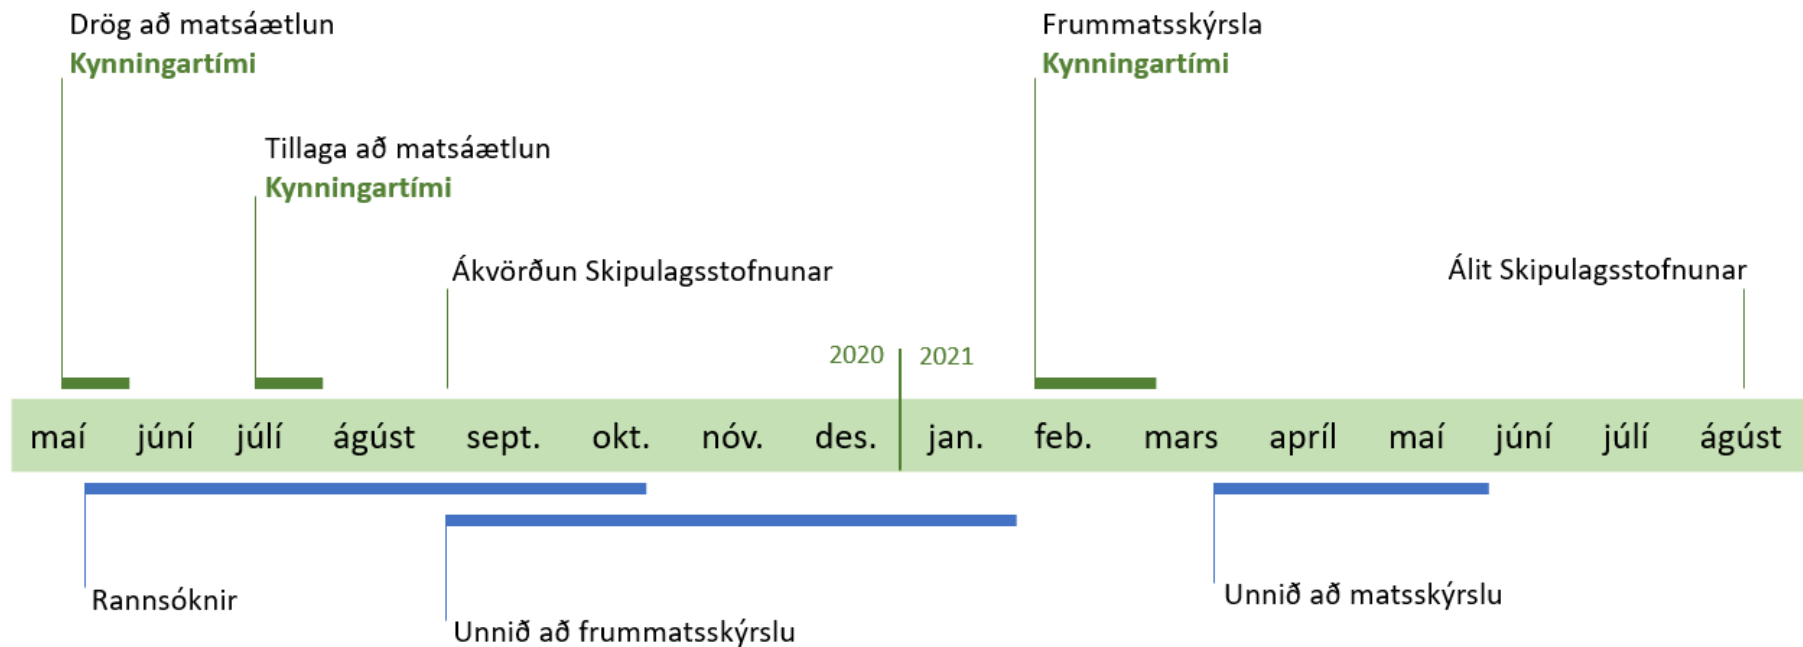 Drög að matsáætlun
Kynningartími
Frummatsskýrsla
Kynningartími
Tillaga að matsáætlun
Kynningartími
Ákvörðun Skipulagsstofnunar
Álit Skipulagsstofnunar
2020 2021
maí júní júlí ágúst sept. okt. nóv. des. jan. feb. mars apríl maí júní júlí ágúst
Rannsóknir
Unnið að matsskýrslu
Unnið að frummatsskýrslu